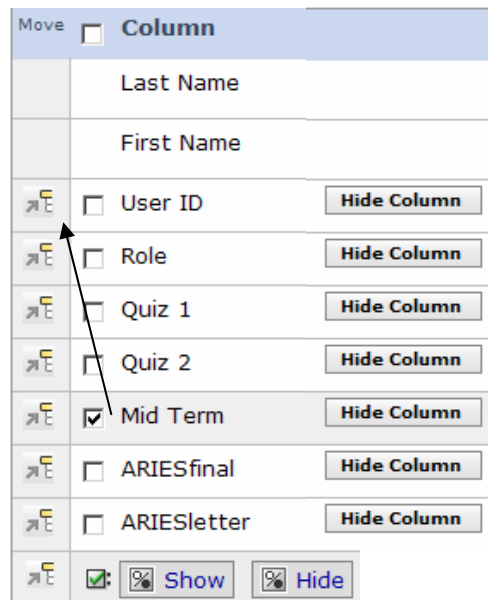 Move Column
Last Name
First Name
User ID Hide Column
Role Hide Column
Quiz 1 Hide Column
Quiz 2 Hide Column
Mid Term Hide Column
ARIESfinal Hide Column
ARIESletter Hide Column
: Show Hide